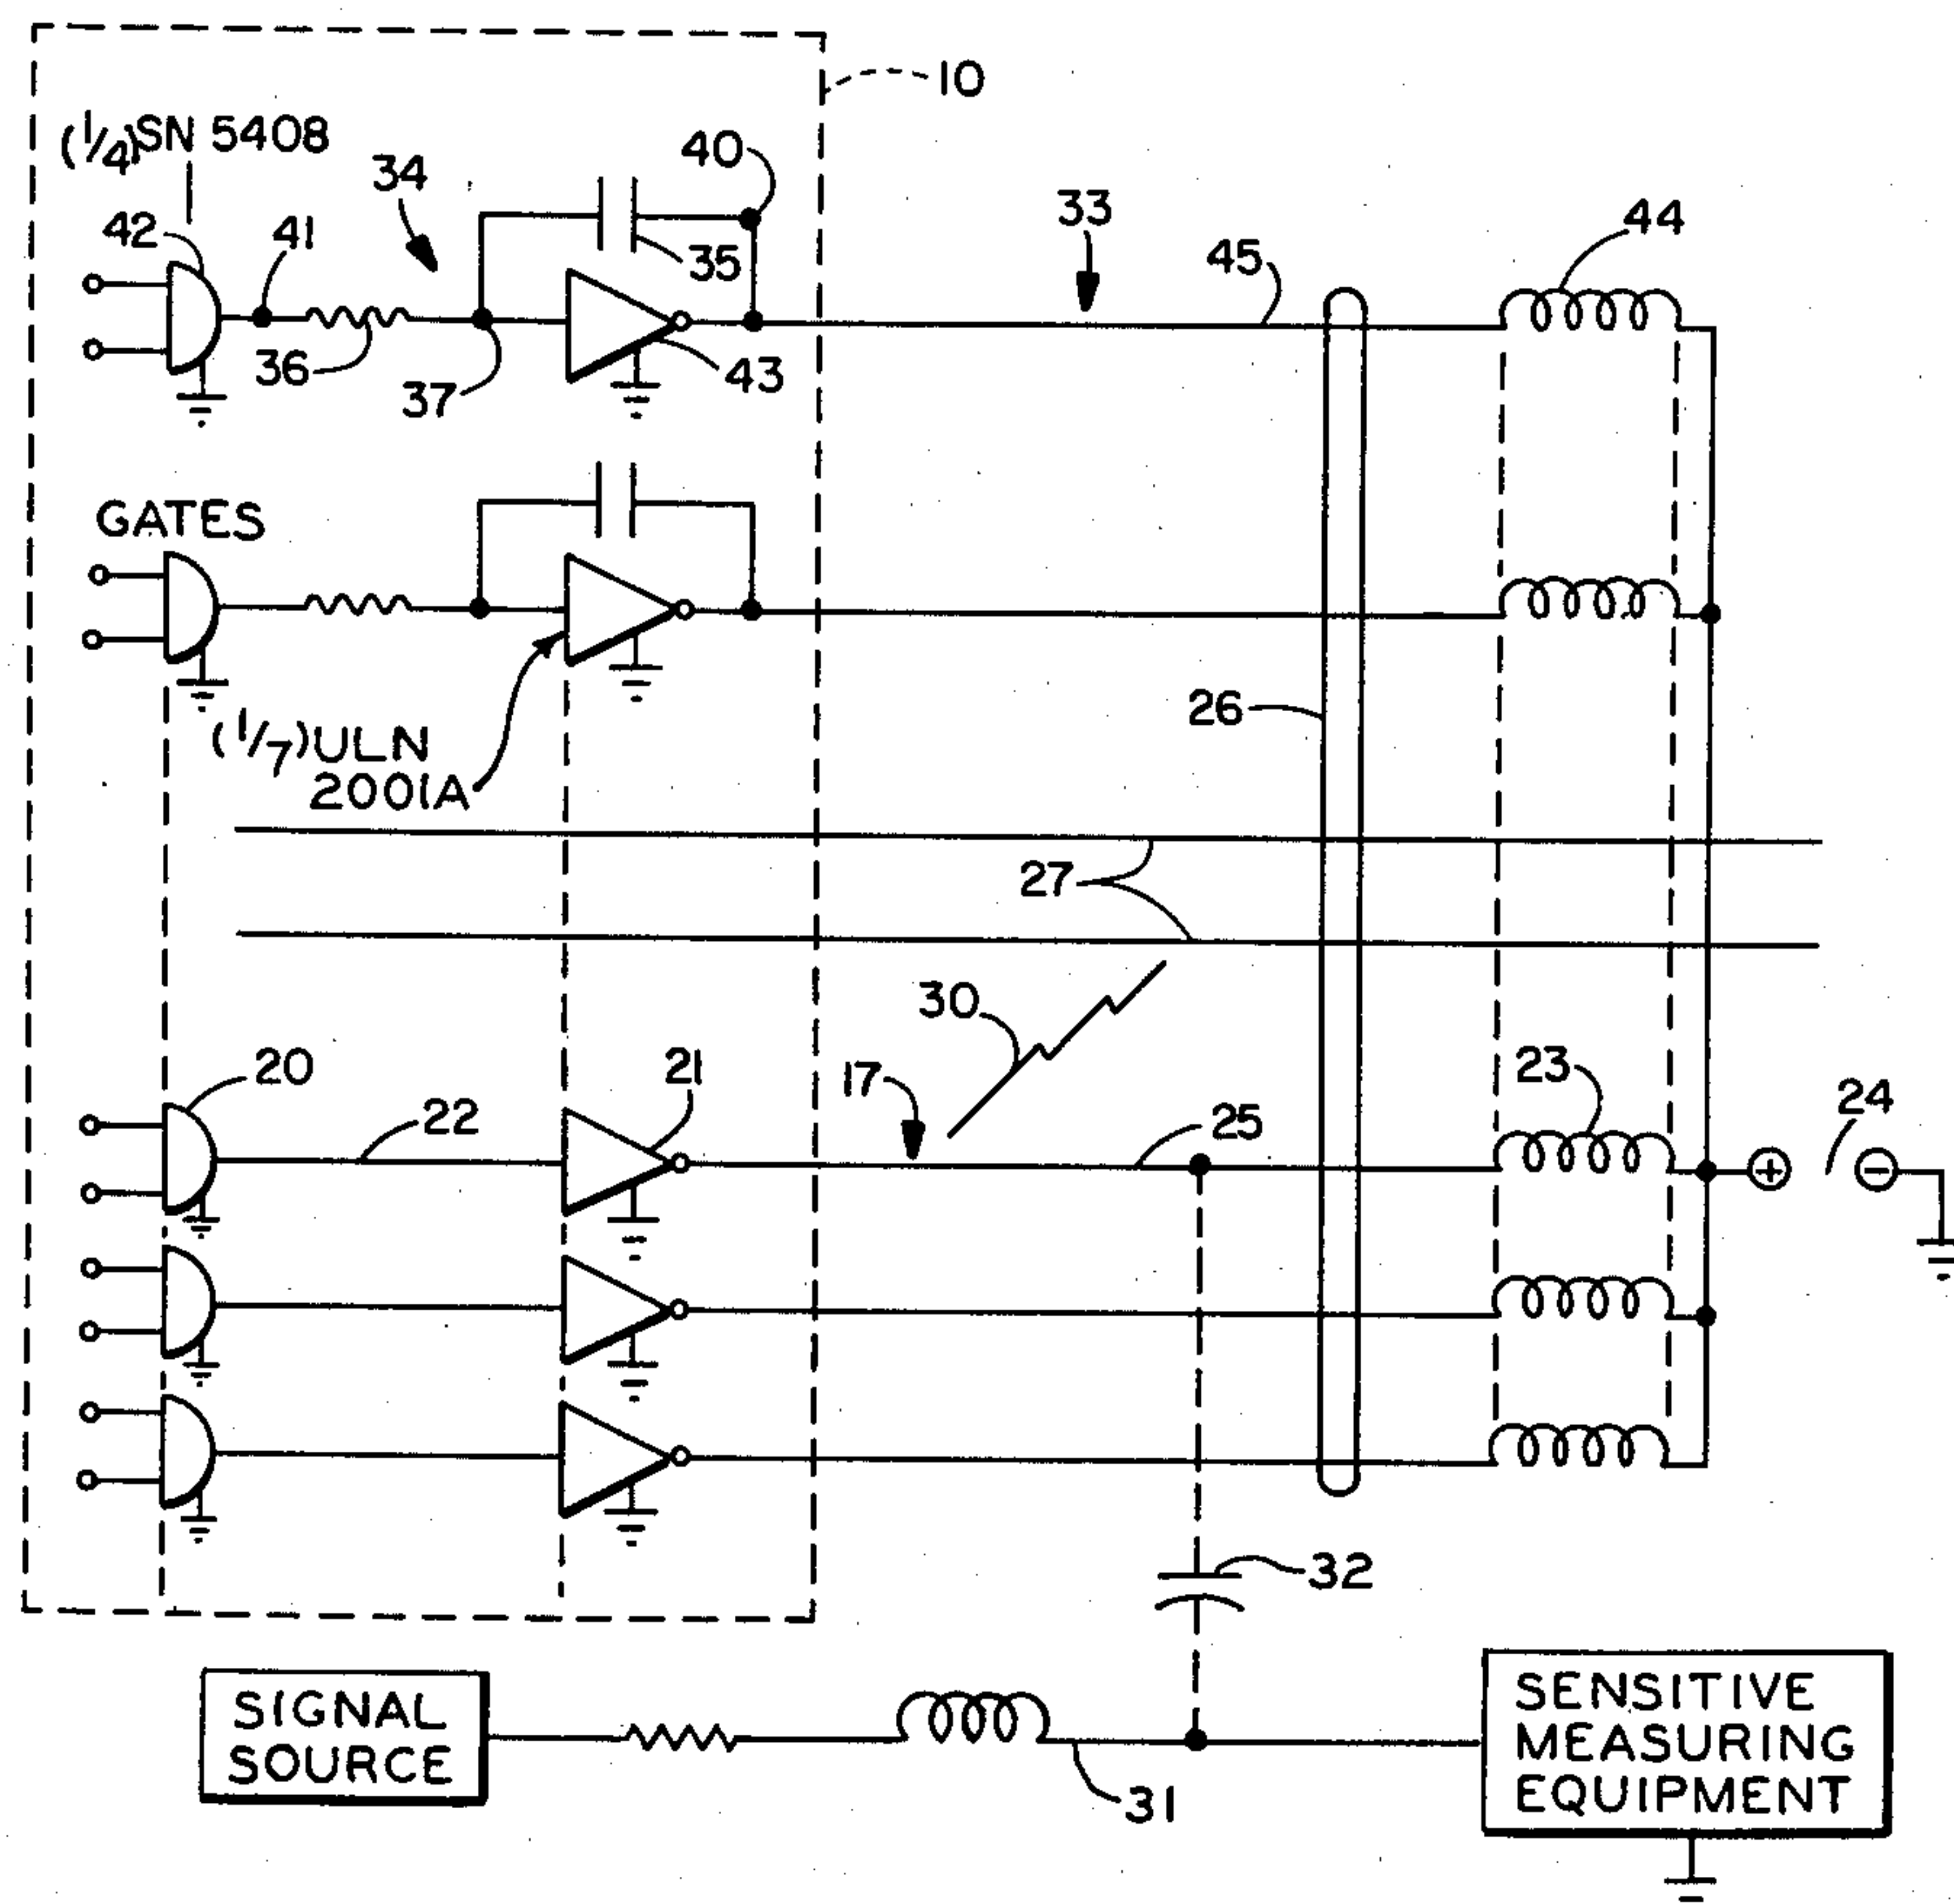 10
(1/4)SN 5408
34
40
33
44
42
41
35
45
36
37
43
GATES
26
(1/7)ULN
2001A
27
30
20
22
21
17
25
23
24
+
−
32
SIGNAL
SOURCE
31
SENSITIVE
MEASURING
EQUIPMENT